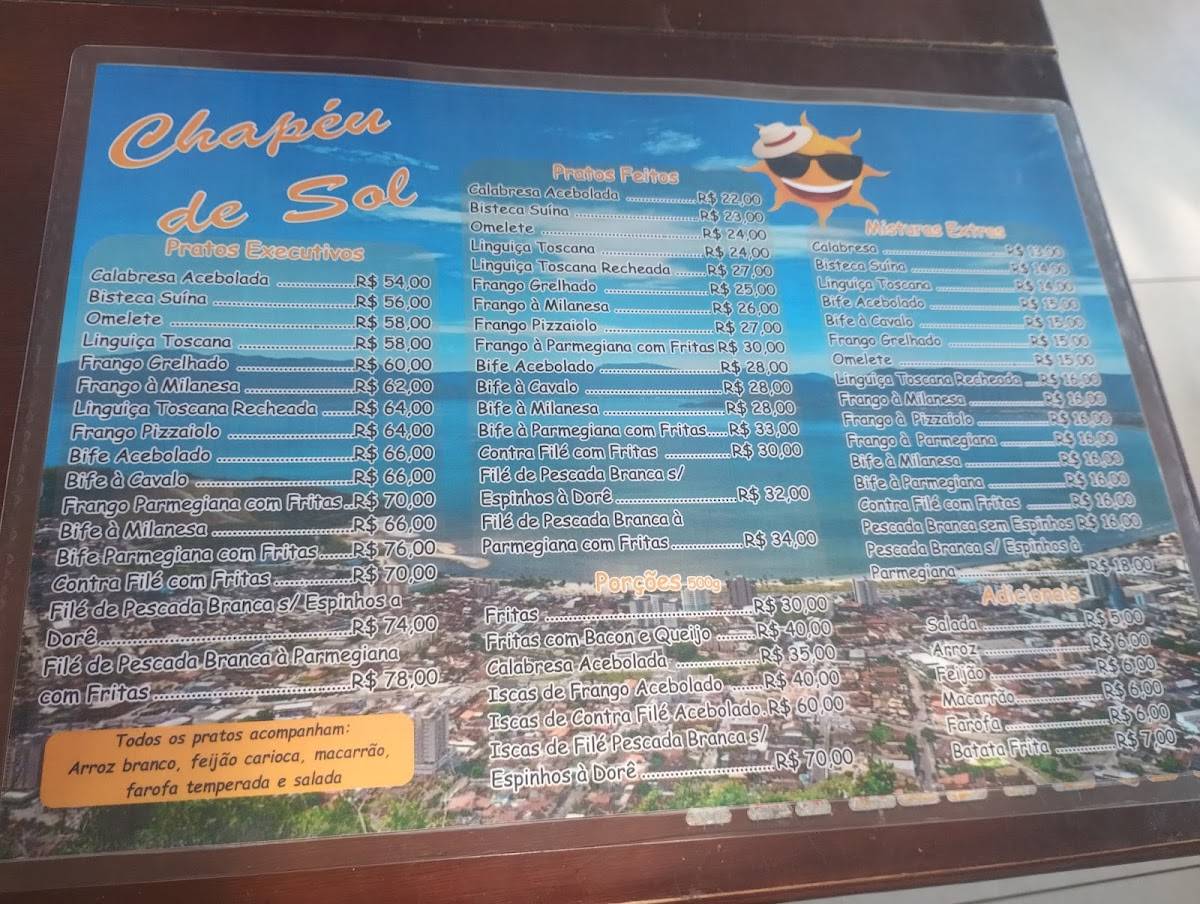 Chapéu
de Sol
Pratos Executivos
Calabresa Acebolada ................R$ 54,00
Bisteca Suína ................R$ 56,00
Omelete ................R$ 58,00
Linguiça Toscana ................R$ 58,00
Frango Grelhado ................R$ 60,00
Frango à Milanesa ................R$ 62,00
Linguiça Toscana Recheada ......R$ 64,00
Frango Pizzaiolo ................R$ 64,00
Bife Acebolado ................R$ 66,00
Bife à Cavalo ................R$ 66,00
Frango Parmegiana com Fritas..R$ 70,00
Bife à Milanesa ................R$ 66,00
Bife Parmegiana com Fritas......R$ 76,00
Contra Filé com Fritas ............R$ 70,00
Filé de Pescada Branca s/ Espinhos a
Dorê................R$ 74,00
Filé de Pescada Branca à Parmegiana
com Fritas ................R$ 78,00
Todos os pratos acompanham:
Arroz branco, feijão carioca, macarrão,
farofa temperada e salada
Pratos Feitos
Calabresa Acebolada ................R$ 22,00
Bisteca Suína ................R$ 23,00
Omelete ................R$ 24,00
Linguiça Toscana ................R$ 24,00
Linguiça Toscana Recheada ......R$ 27,00
Frango Grelhado ................R$ 25,00
Frango à Milanesa ................R$ 26,00
Frango Pizzaiolo ................R$ 27,00
Frango à Parmegiana com Fritas R$ 30,00
Bife Acebolado ................R$ 28,00
Bife à Cavalo ................R$ 28,00
Bife à Milanesa ................R$ 28,00
Bife à Parmegiana com Fritas.....R$ 33,00
Contra Filé com Fritas ............R$ 30,00
Filé de Pescada Branca s/
Espinhos à Dorê................R$ 32,00
Filé de Pescada Branca à
Parmegiana com Fritas............R$ 34,00
Porções 500g
Fritas ................R$ 30,00
Fritas com Bacon e Queijo ......R$ 40,00
Calabresa Acebolada ............R$ 35,00
Iscas de Frango Acebolado ......R$ 40,00
Iscas de Contra Filé Acebolado.R$ 60,00
Iscas de Filé Pescada Branca s/
Espinhos à Dorê ................R$ 70,00
Misturas Extras
Calabresa ................R$ 13,00
Bisteca Suína ................R$ 14,00
Linguiça Toscana ................R$ 14,00
Bife Acebolado ................R$ 15,00
Bife à Cavalo ................R$ 15,00
Frango Grelhado ................R$ 15,00
Omelete ................R$ 15,00
Linguiça Toscana Recheada ...R$ 16,00
Frango à Milanesa ................R$ 16,00
Frango à Pizzaiolo ................R$ 16,00
Frango à Parmegiana ............R$ 16,00
Bife à Milanesa ................R$ 16,00
Bife à Parmegiana ................R$ 16,00
Contra Filé com Fritas ........R$ 16,00
Pescada Branca sem Espinhos R$ 16,00
Pescada Branca s/ Espinhos à
Parmegiana ................R$ 18,00
Adicionais
Salada ................R$ 5,00
Arroz ................R$ 6,00
Feijão ................R$ 6,00
Macarrão ................R$ 6,00
Farofa ................R$ 6,00
Batata Frita ..........R$ 7,00